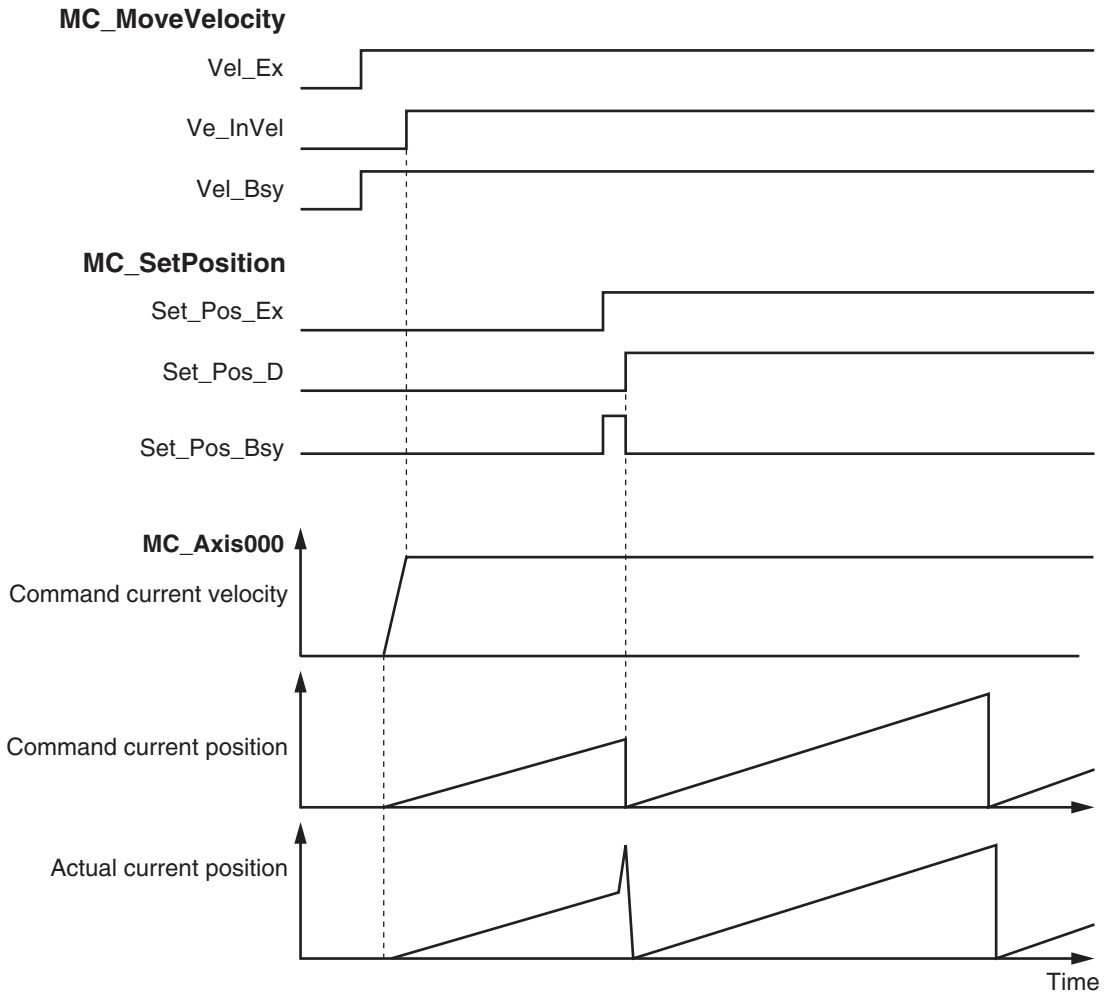 MC_MoveVelocity
Vel_Ex
Ve_InVel
Vel_Bsy
MC_SetPosition
Set_Pos_Ex
Set_Pos_D
Set_Pos_Bsy
MC_Axis000
Command current velocity
Command current position
Actual current position
Time